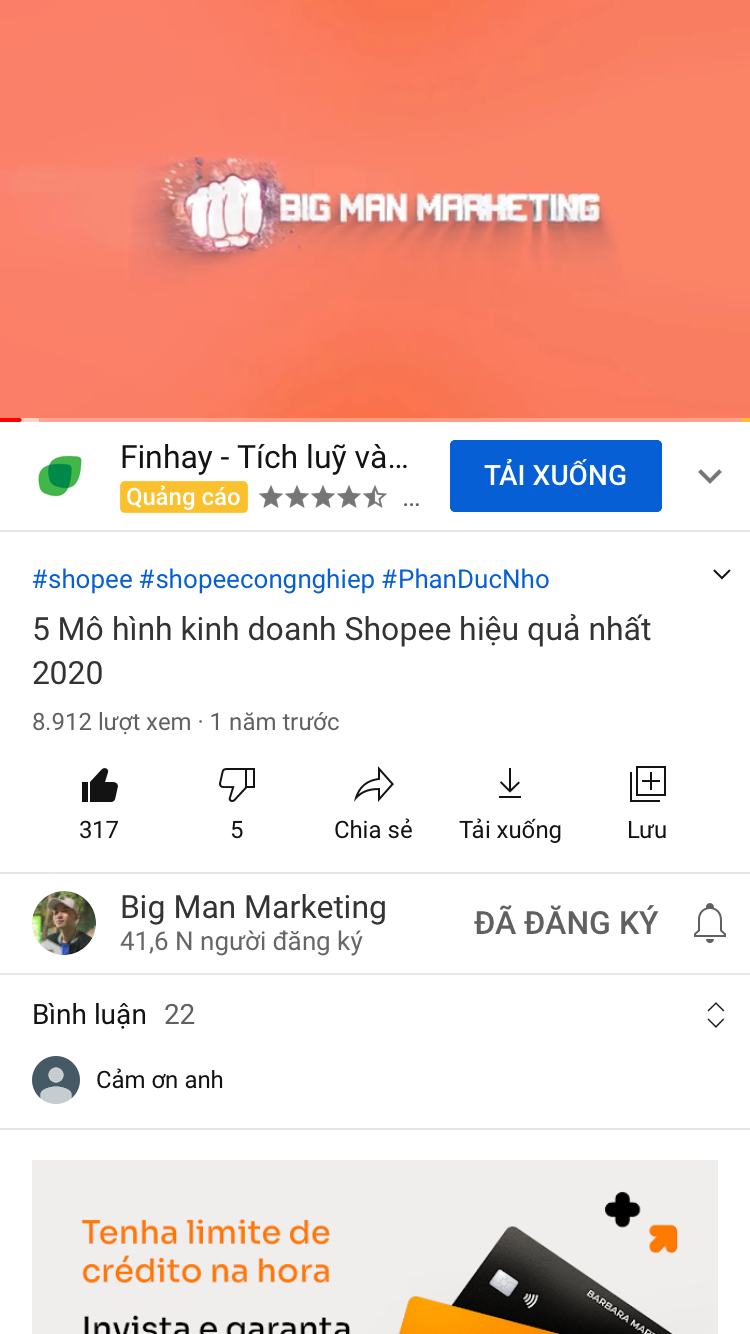 BIG MAN MARKETING
Finhay - Tích luỹ và...
TẢI XUỐNG
Quảng cáo
...
#shopee #shopeecongnghiep #PhanDucNho
5 Mô hình kinh doanh Shopee hiệu quả nhất
2020
8.912 lượt xem · 1 năm trước
317
5
Chia sẻ
Tải xuống
Lưu
Big Man Marketing
41,6 N người đăng ký
ĐÃ ĐĂNG KÝ
Bình luận 22
Cảm ơn anh
Tenha limite de
crédito na hora
Invista e garanta
BARBARA